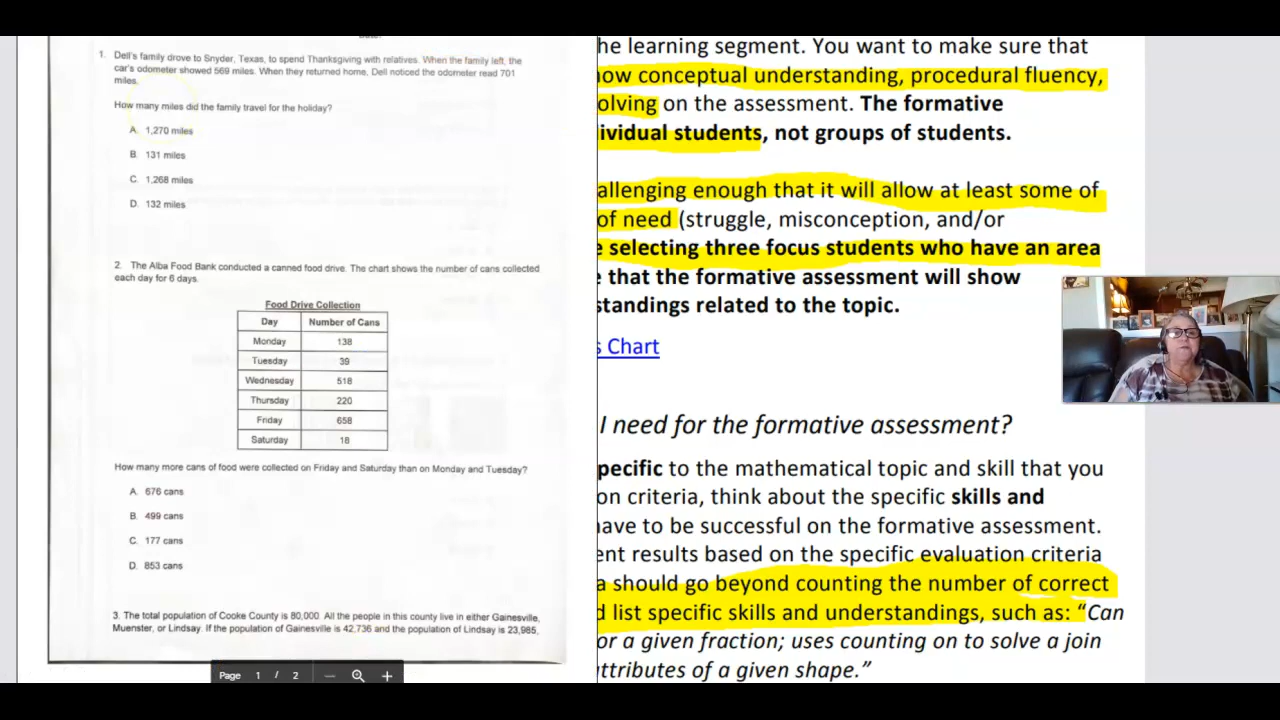 1. Dell's family drove to Snyder, Texas, to spend Thanksgiving with relatives. When the family left, the
car's odometer showed 569 miles. When they returned home, Dell noticed the odometer read 701
miles.
How many miles did the family travel for the holiday?
A. 1,270 miles
B. 131 miles
C. 1,268 miles
D. 132 miles
2. The Alba Food Bank conducted a canned food drive. The chart shows the number of cans collected
each day for 6 days.
Food Drive Collection
Day Number of Cans
Monday 138
Tuesday 39
Wednesday 518
Thursday 220
Friday 658
Saturday 18
How many more cans of food were collected on Friday and Saturday than on Monday and Tuesday?
A. 676 cans
B. 499 cans
C. 177 cans
D. 853 cans
3. The total population of Cooke County is 80,000. All the people in this county live in either Gainesville,
Muenster, or Lindsay. If the population of Gainesville is 42,736 and the population of Lindsay is 23,985,
Page 1 / 2
he learning segment. You want to make sure that
ow conceptual understanding, procedural fluency,
olving on the assessment. The formative
ividual students, not groups of students.
allenging enough that it will allow at least some of
of need (struggle, misconception, and/or
e selecting three focus students who have an area
e that the formative assessment will show
standings related to the topic.
s Chart
I need for the formative assessment?
pecific to the mathematical topic and skill that you
on criteria, think about the specific skills and
have to be successful on the formative assessment.
ent results based on the specific evaluation criteria
a should go beyond counting the number of correct
d list specific skills and understandings, such as: "Can
or a given fraction; uses counting on to solve a join
attributes of a given shape."